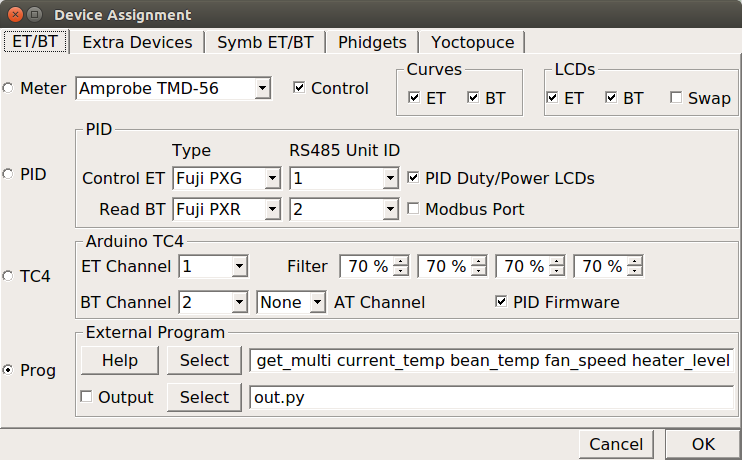 Device Assignment
ET/BT Extra Devices Symb ET/BT Phidgets Yoctopuce
Curves LCDs
Meter Amprobe TMD-56 Control ET BT ET BT Swap
PID
Type RS485 Unit ID
PID Control ET Fuji PXG 1 PID Duty/Power LCDs
Read BT Fuji PXR 2 Modbus Port
Arduino TC4
ET Channel 1 Filter 70 % 70 % 70 % 70 %
TC4
BT Channel 2 None AT Channel PID Firmware
External Program
Help Select get_multi current_temp bean_temp fan_speed heater_level
Prog
Output Select out.py
Cancel OK